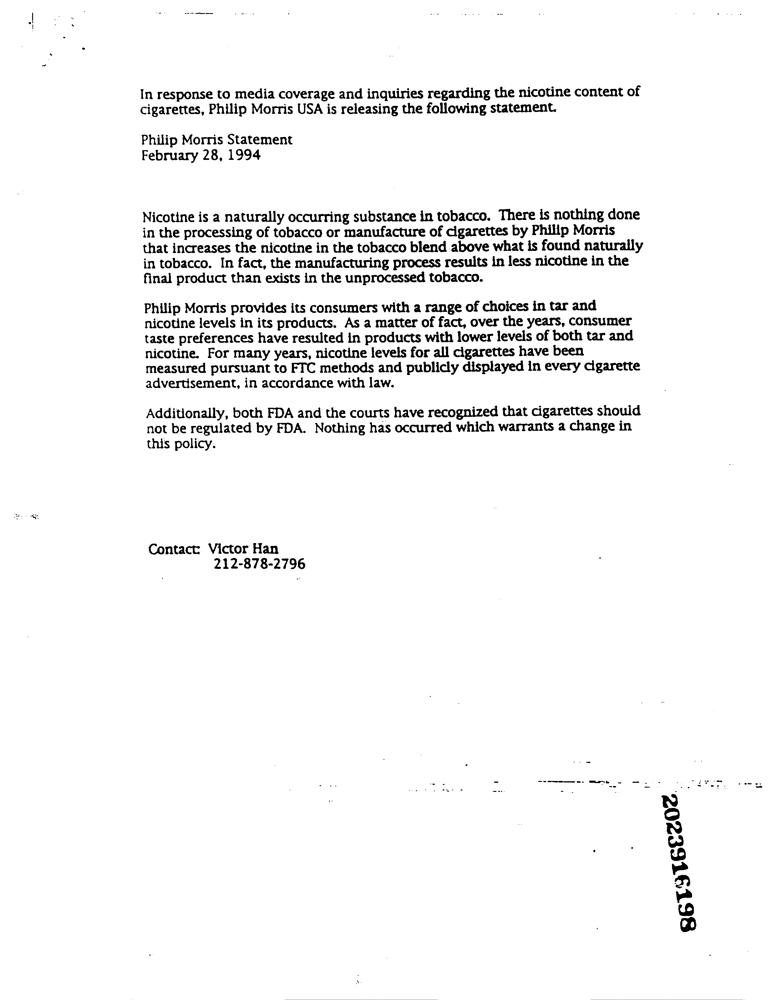 In response to media coverage and inquiries regarding the nicotine content of
cigarettes, Philip Morris USA is releasing the following statement.
Philip Morris Statement
February 28, 1994
Nicotine is a naturally occurring substance in tobacco. There is nothing done
in the processing of tobacco or manufacture of cigarettes by Philip Morris
that increases the nicotine in the tobacco blend above what is found naturally
in tobacco. In fact, the manufacturing process results in less nicotine in the
final product than exists in the unprocessed tobacco.
Philip Morris provides its consumers with a range of choices in tar and
nicotine levels in its products. As a matter of fact, over the years, consumer
taste preferences have resulted in products with lower levels of both tar and
nicotine. For many years, nicotine levels for all cigarettes have been
measured pursuant to FTC methods and publicly displayed in every cigarette
advertisement, in accordance with law.
Additionally, both FDA and the courts have recognized that cigarettes should
not be regulated by FDA. Nothing has occurred which warrants a change in
this policy.
Contact: Victor Han
212-878-2796
2023916198